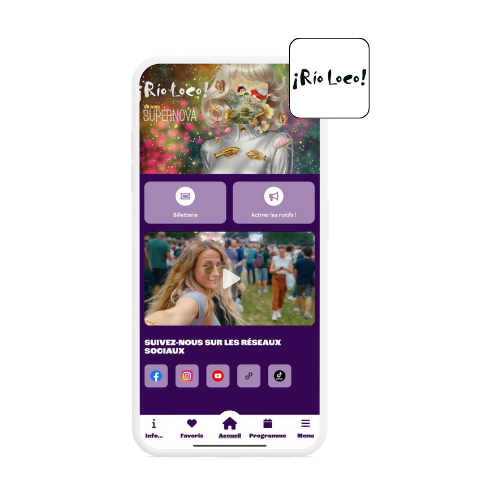 ¡Río Loco!
¡Río Loco!
SUPERNOVA
Billetterie
Activer les notifs !
SUIVEZ-NOUS SUR LES RÉSEAUX
SOCIAUX
Info...
Favoris
Accueil
Programme
Menu